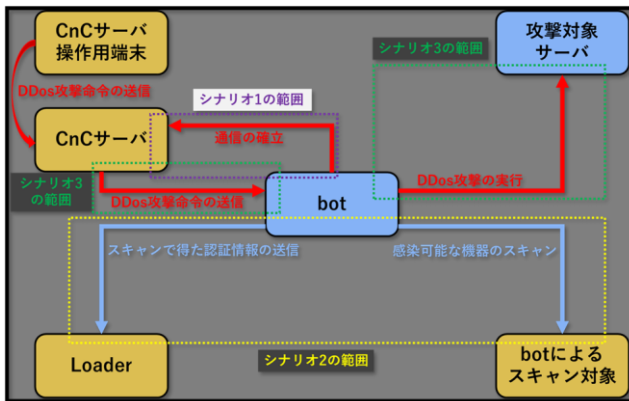 CnCサーバ
操作用端末
攻撃対象
サーバ
シナリオ3の範囲
DDos攻撃命令の送信
シナリオ1の範囲
CnCサーバ
通信の確立
シナリオ3
の範囲
DDos攻撃命令の送信
bot
DDos攻撃の実行
スキャンで得た認証情報の送信
感染可能な機器のスキャン
Loader
シナリオ2の範囲
botによる
スキャン対象